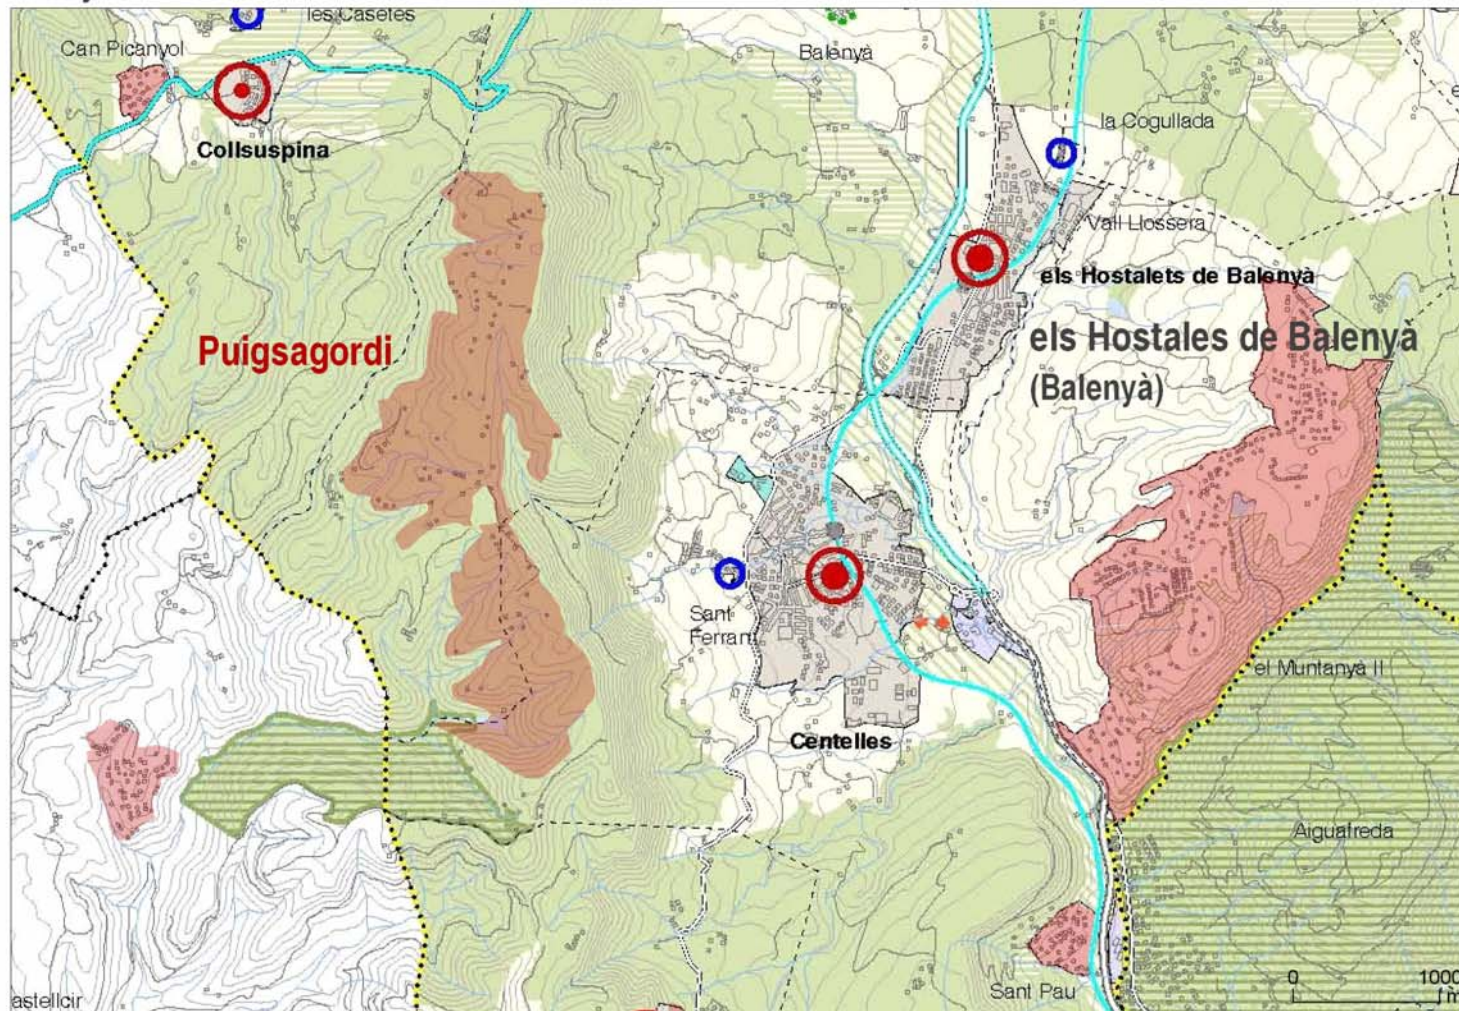 les Casetes
Can Picanyol
Balenyà
la Cogullada
Collsuspina
Vall Llossera
els Hostalets de Balenyà
Puigsagordi
els Hostales de Balenyà
(Balenyà)
Sant
Ferran
el Muntanyà II
Centelles
Aiguafreda
Sant Pau
0 1000
m
astellcir